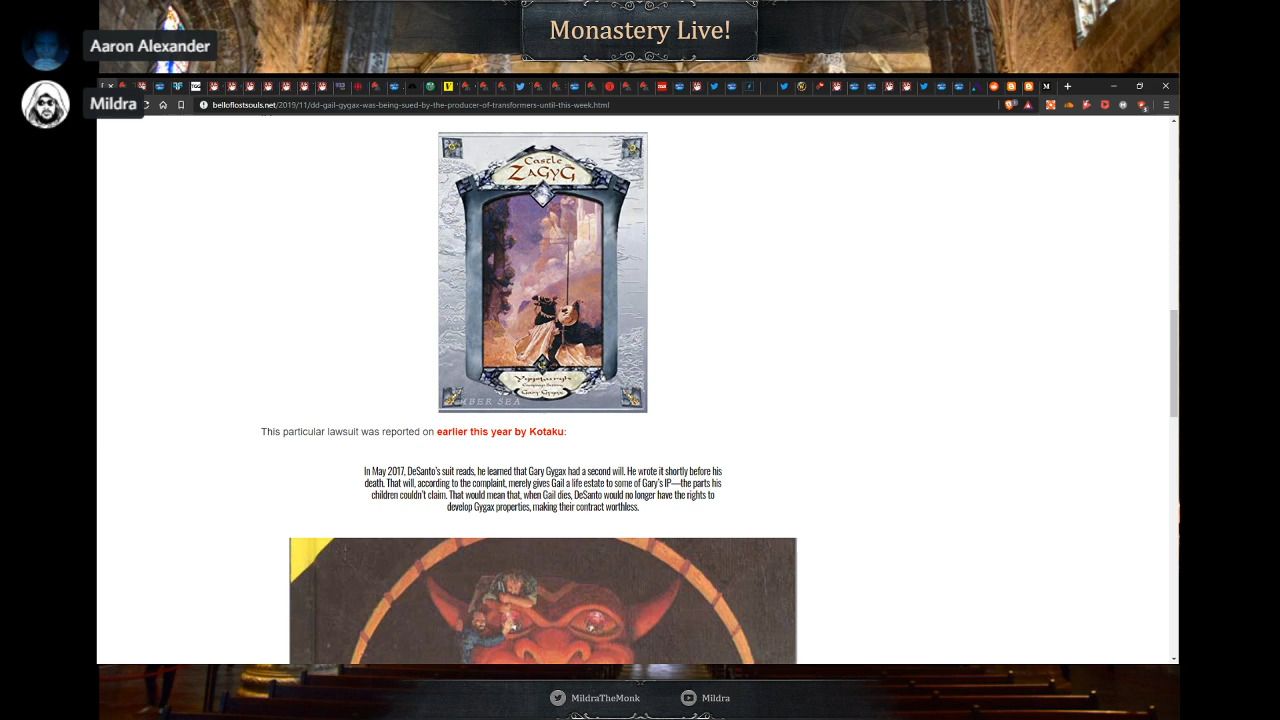 Monastery Live!
Aaron Alexander
Mildra
belloflostsouls.net/2019/11/dd-gail-gygax-was-being-sued-by-the-producer-of-transformers-until-this-week.html
Castle
ZAGYG
Yggsburgh
Campaign Setting
Gary Gygax
MBER SEA
This particular lawsuit was reported on earlier this year by Kotaku:
In May 2017, DeSanto's suit reads, he learned that Gary Gygax had a second will. He wrote it shortly before his
death. That will, according to the complaint, merely gives Gail a life estate to some of Gary's IP—the parts his
children couldn't claim. That would mean that, when Gail dies, DeSanto would no longer have the rights to
develop Gygax properties, making their contract worthless.
MildraTheMonk
Mildra